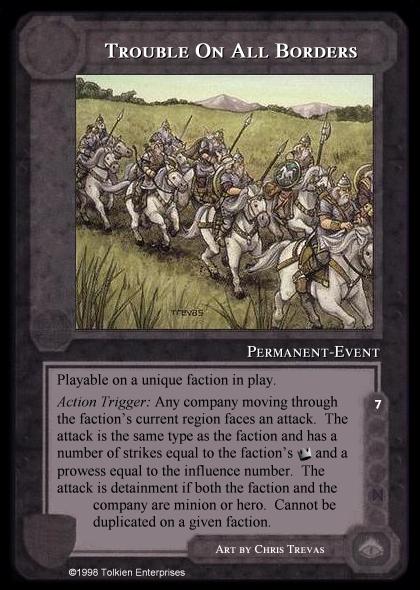 TROUBLE ON ALL BORDERS
TREVAS
PERMANENT-EVENT
Playable on a unique faction in play.
7
Action Trigger: Any company moving through
the faction's current region faces an attack. The
attack is the same type as the faction and has a
number of strikes equal to the faction's and a
prowess equal to the influence number. The
attack is detainment if both the faction and the
company are minion or hero. Cannot be
duplicated on a given faction.
ART BY CHRIS TREVAS
©1998 Tolkien Enterprises